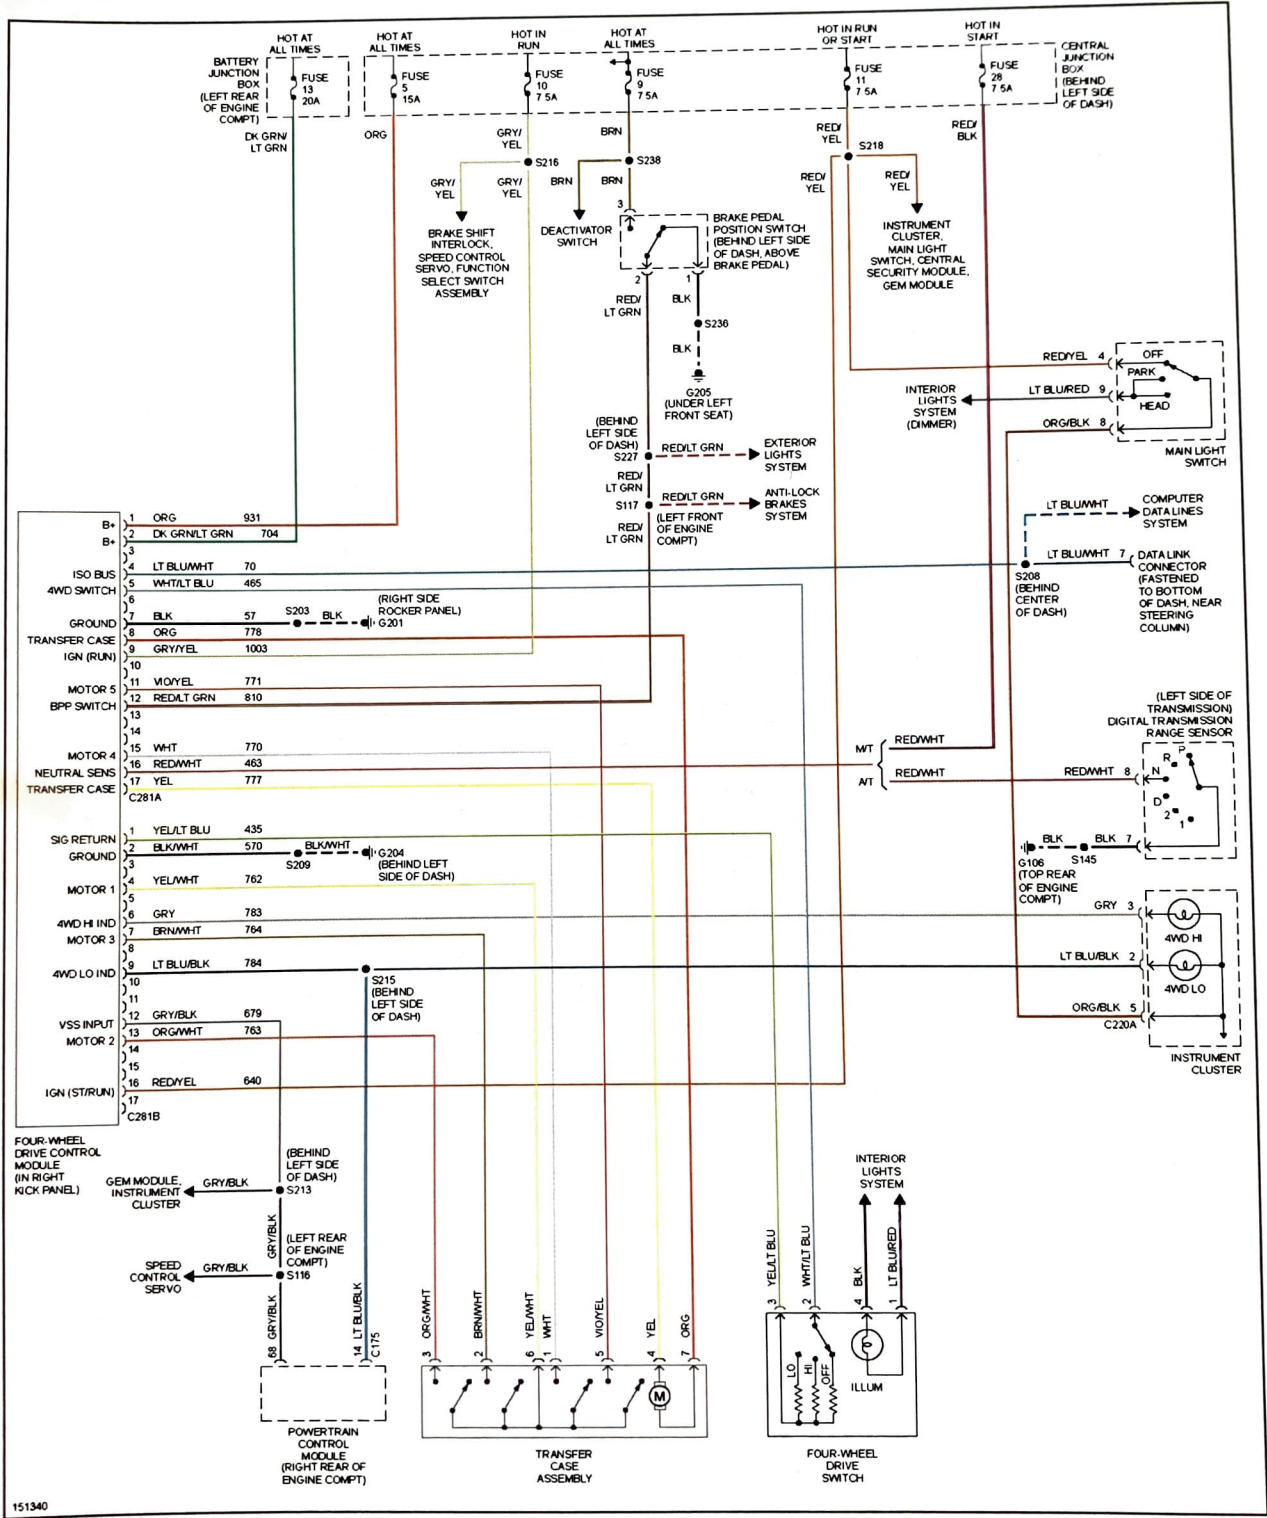 HOT AT
ALL TIMES
HOT AT
ALL TIMES
HOT IN
RUN
HOT AT
ALL TIMES
HOT IN RUN
OR START
HOT IN
START
BATTERY
JUNCTION
BOX
(LEFT REAR
OF ENGINE
COMPT)
FUSE
13
20A
FUSE
5
15A
FUSE
10
7 5A
FUSE
9
7 5A
FUSE
11
7 5A
FUSE
28
7 5A
CENTRAL
JUNCTION
BOX
(BEHIND
LEFT SIDE
OF DASH)
DK GRN/
LT GRN
ORG
GRY/
YEL
BRN
RED/
YEL
RED/
BLK
S216
S238
S218
GRY/
YEL
GRY/
YEL
BRN
BRN
RED/
YEL
RED/
YEL
BRAKE SHIFT
INTERLOCK,
SPEED CONTROL
SERVO, FUNCTION
SELECT SWITCH
ASSEMBLY
DEACTIVATOR
SWITCH
3
BRAKE PEDAL
POSITION SWITCH
(BEHIND LEFT SIDE
OF DASH, ABOVE
BRAKE PEDAL)
INSTRUMENT
CLUSTER,
MAIN LIGHT
SWITCH, CENTRAL
SECURITY MODULE,
GEM MODULE
2
1
RED/
LT GRN
BLK
S236
BLK
G205
(UNDER LEFT
FRONT SEAT)
RED/YEL 4
OFF
PARK
HEAD
INTERIOR
LIGHTS
SYSTEM
(DIMMER)
LT BLU/RED 9
ORG/BLK 8
MAIN LIGHT
SWITCH
(BEHIND
LEFT SIDE
OF DASH)
S227
RED/LT GRN
EXTERIOR
LIGHTS
SYSTEM
RED/
LT GRN
S117
RED/LT GRN
ANTI-LOCK
BRAKES
SYSTEM
(LEFT FRONT
OF ENGINE
COMPT)
RED/
LT GRN
LT BLU/WHT
COMPUTER
DATA LINES
SYSTEM
LT BLU/WHT 7
DATA LINK
CONNECTOR
(FASTENED
TO BOTTOM
OF DASH, NEAR
STEERING
COLUMN)
S208
(BEHIND
CENTER
OF DASH)
B+ 1 ORG 931
B+ 2 DK GRN/LT GRN 704
3
ISO BUS 4 LT BLU/WHT 70
4WD SWITCH 5 WHT/LT BLU 465
6
GROUND 7 BLK 57
S203
BLK
(RIGHT SIDE
ROCKER PANEL)
G201
TRANSFER CASE 8 ORG 778
IGN (RUN) 9 GRY/YEL 1003
10
MOTOR 5 11 VIO/YEL 771
BPP SWITCH 12 RED/LT GRN 810
13
14
MOTOR 4 15 WHT 770
NEUTRAL SENS 16 RED/WHT 463
TRANSFER CASE 17 YEL 777
C281A
M/T
RED/WHT
A/T
RED/WHT
RED/WHT 8
(LEFT SIDE OF
TRANSMISSION)
DIGITAL TRANSMISSION
RANGE SENSOR
P
R
N
D
2
1
BLK
BLK 7
G106
S145
(TOP REAR
OF ENGINE
COMPT)
SIG RETURN 1 YEL/LT BLU 435
GROUND 2 BLK/WHT 570
S209
BLK/WHT
G204
(BEHIND LEFT
SIDE OF DASH)
3
MOTOR 1 4 YEL/WHT 762
5
4WD HI IND 6 GRY 783
MOTOR 3 7 BRN/WHT 764
8
4WD LO IND 9 LT BLU/BLK 784
10
11
VSS INPUT 12 GRY/BLK 679
MOTOR 2 13 ORG/WHT 763
14
15
IGN (ST/RUN) 16 RED/YEL 640
17
C281B
S215
(BEHIND
LEFT SIDE
OF DASH)
GRY 3
4WD HI
LT BLU/BLK 2
4WD LO
ORG/BLK 5
C220A
INSTRUMENT
CLUSTER
FOUR-WHEEL
DRIVE CONTROL
MODULE
(IN RIGHT
KICK PANEL)
GEM MODULE,
INSTRUMENT
CLUSTER
GRY/BLK
(BEHIND
LEFT SIDE
OF DASH)
S213
GRY/BLK
(LEFT REAR
OF ENGINE
COMPT)
S116
SPEED
CONTROL
SERVO
GRY/BLK
68 GRY/BLK
14 LT BLU/BLK
C175
POWERTRAIN
CONTROL
MODULE
(RIGHT REAR OF
ENGINE COMPT)
3 ORG/WHT
2 BRN/WHT
6 YEL/WHT
1 WHT
5 VIO/YEL
4 YEL
7 ORG
M
TRANSFER
CASE
ASSEMBLY
INTERIOR
LIGHTS
SYSTEM
3 YEL/LT BLU
2 WHT/LT BLU
4 BLK
1 LT BLU/RED
LO
HI
OFF
ILLUM
FOUR-WHEEL
DRIVE
SWITCH
151340